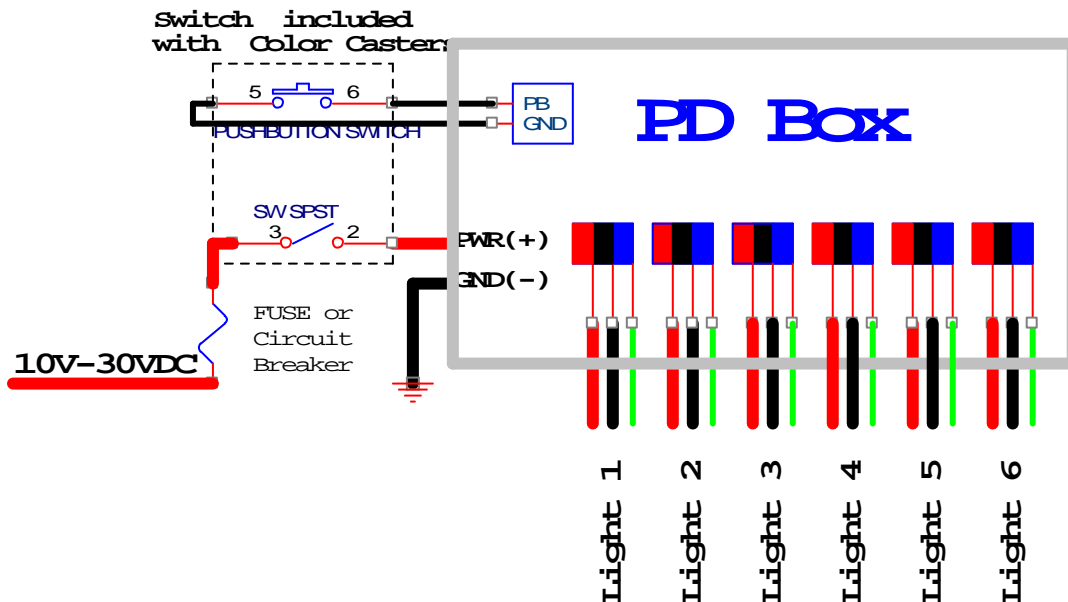 Switch included
with Color Casters
5 6
PUSHBUTTON SWITCH
PB
GND
PD Box
SW SPST
3 2
PWR(+)
GND(-)
FUSE or
Circuit
Breaker
10V-30VDC
Light 1
Light 2
Light 3
Light 4
Light 5
Light 6